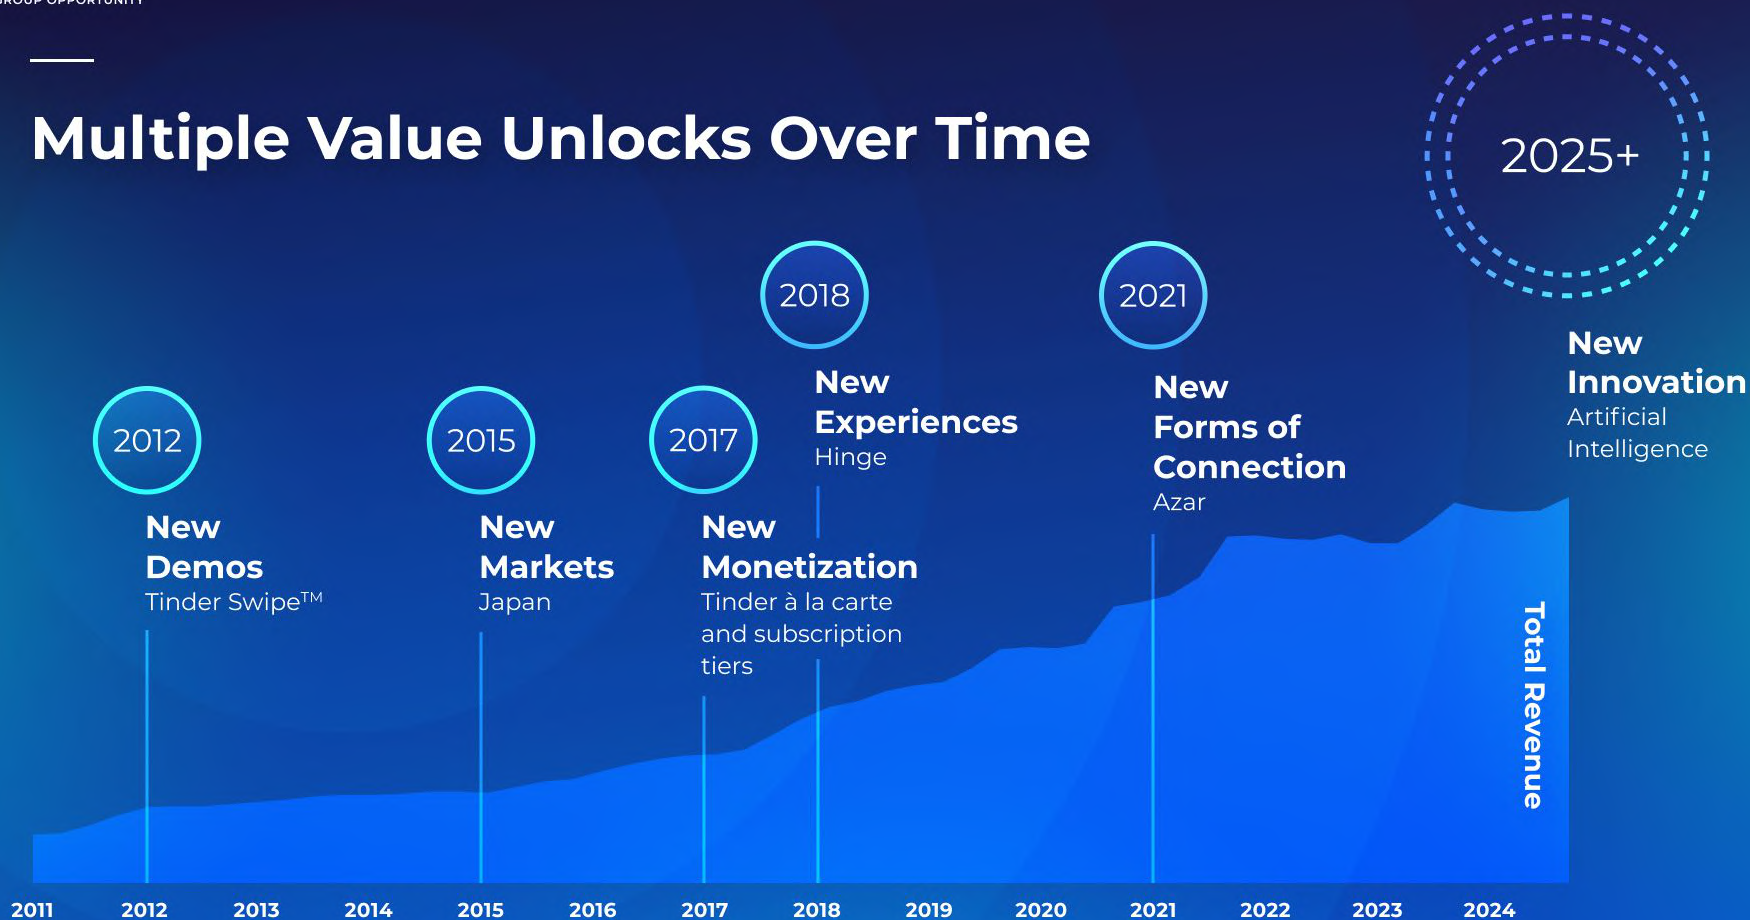 GROUP OPPORTUNITY
Multiple Value Unlocks Over Time
2025+
New
Innovation
Artificial
Intelligence
2012
New
Demos
Tinder Swipe™
2015
New
Markets
Japan
2017
New
Monetization
Tinder à la carte
and subscription
tiers
2018
New
Experiences
Hinge
2021
New
Forms of
Connection
Azar
Total Revenue
2011 2012 2013 2014 2015 2016 2017 2018 2019 2020 2021 2022 2023 2024